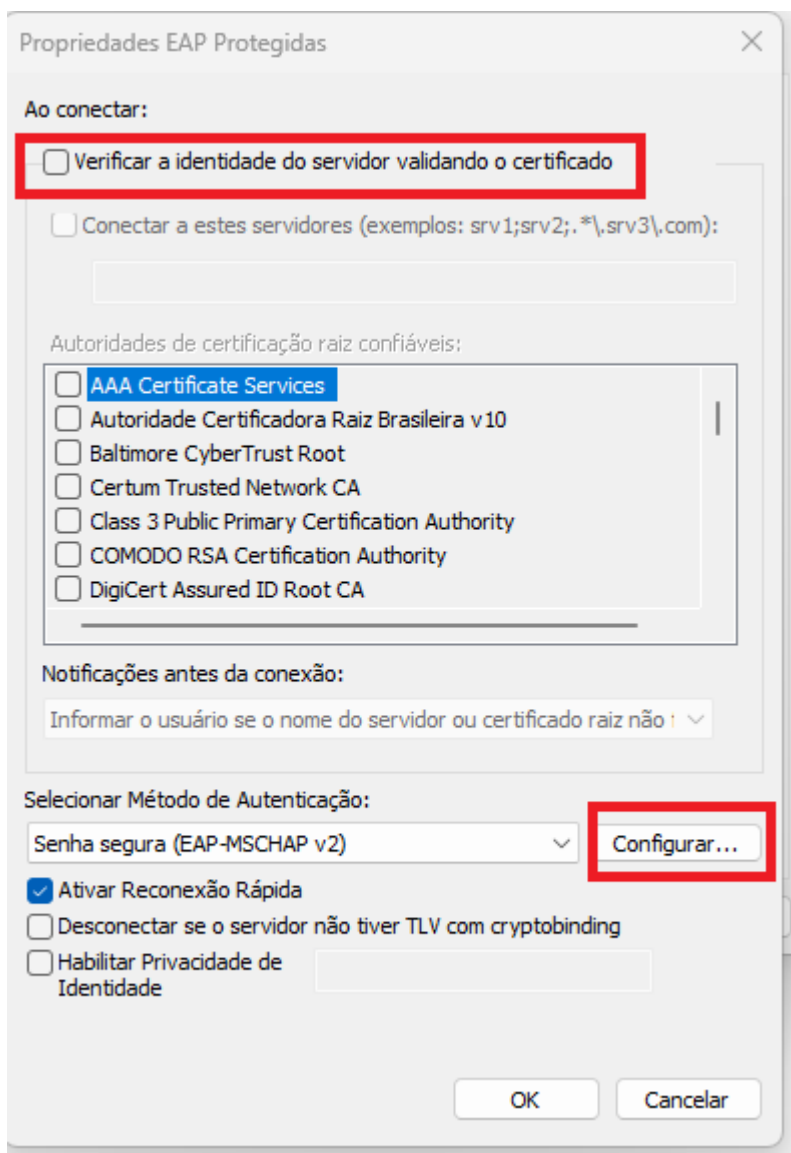 Propriedades EAP Protegidas
Ao conectar:
Verificar a identidade do servidor validando o certificado
Conectar a estes servidores (exemplos: srv1;srv2;.*\.srv3\.com):
Autoridades de certificação raiz confiáveis:
AAA Certificate Services
Autoridade Certificadora Raiz Brasileira v10
Baltimore CyberTrust Root
Certum Trusted Network CA
Class 3 Public Primary Certification Authority
COMODO RSA Certification Authority
DigiCert Assured ID Root CA
Notificações antes da conexão:
Informar o usuário se o nome do servidor ou certificado raiz não
Selecionar Método de Autenticação:
Senha segura (EAP-MSCHAP v2)
Configurar...
Ativar Reconexão Rápida
Desconectar se o servidor não tiver TLV com cryptobinding
Habilitar Privacidade de
Identidade
OK
Cancelar